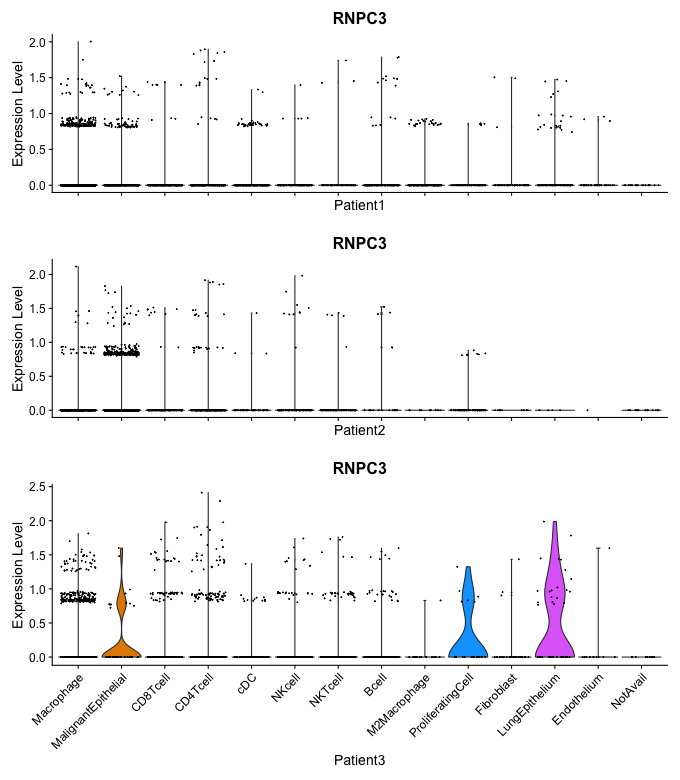 RNPC3
Expression Level
2.0
1.5
1.0
0.5
0.0
Patient1
RNPC3
Expression Level
2.0
1.5
1.0
0.5
0.0
Patient2
RNPC3
Expression Level
2.5
2.0
1.5
1.0
0.5
0.0
Macrophage
MalignantEpithelial
CD8Tcell
CD4Tcell
cDC
NKcell
NKTcell
Bcell
M2Macrophage
ProliferatingCell
Fibroblast
LungEpithelium
Endothelium
NotAvail
Patient3